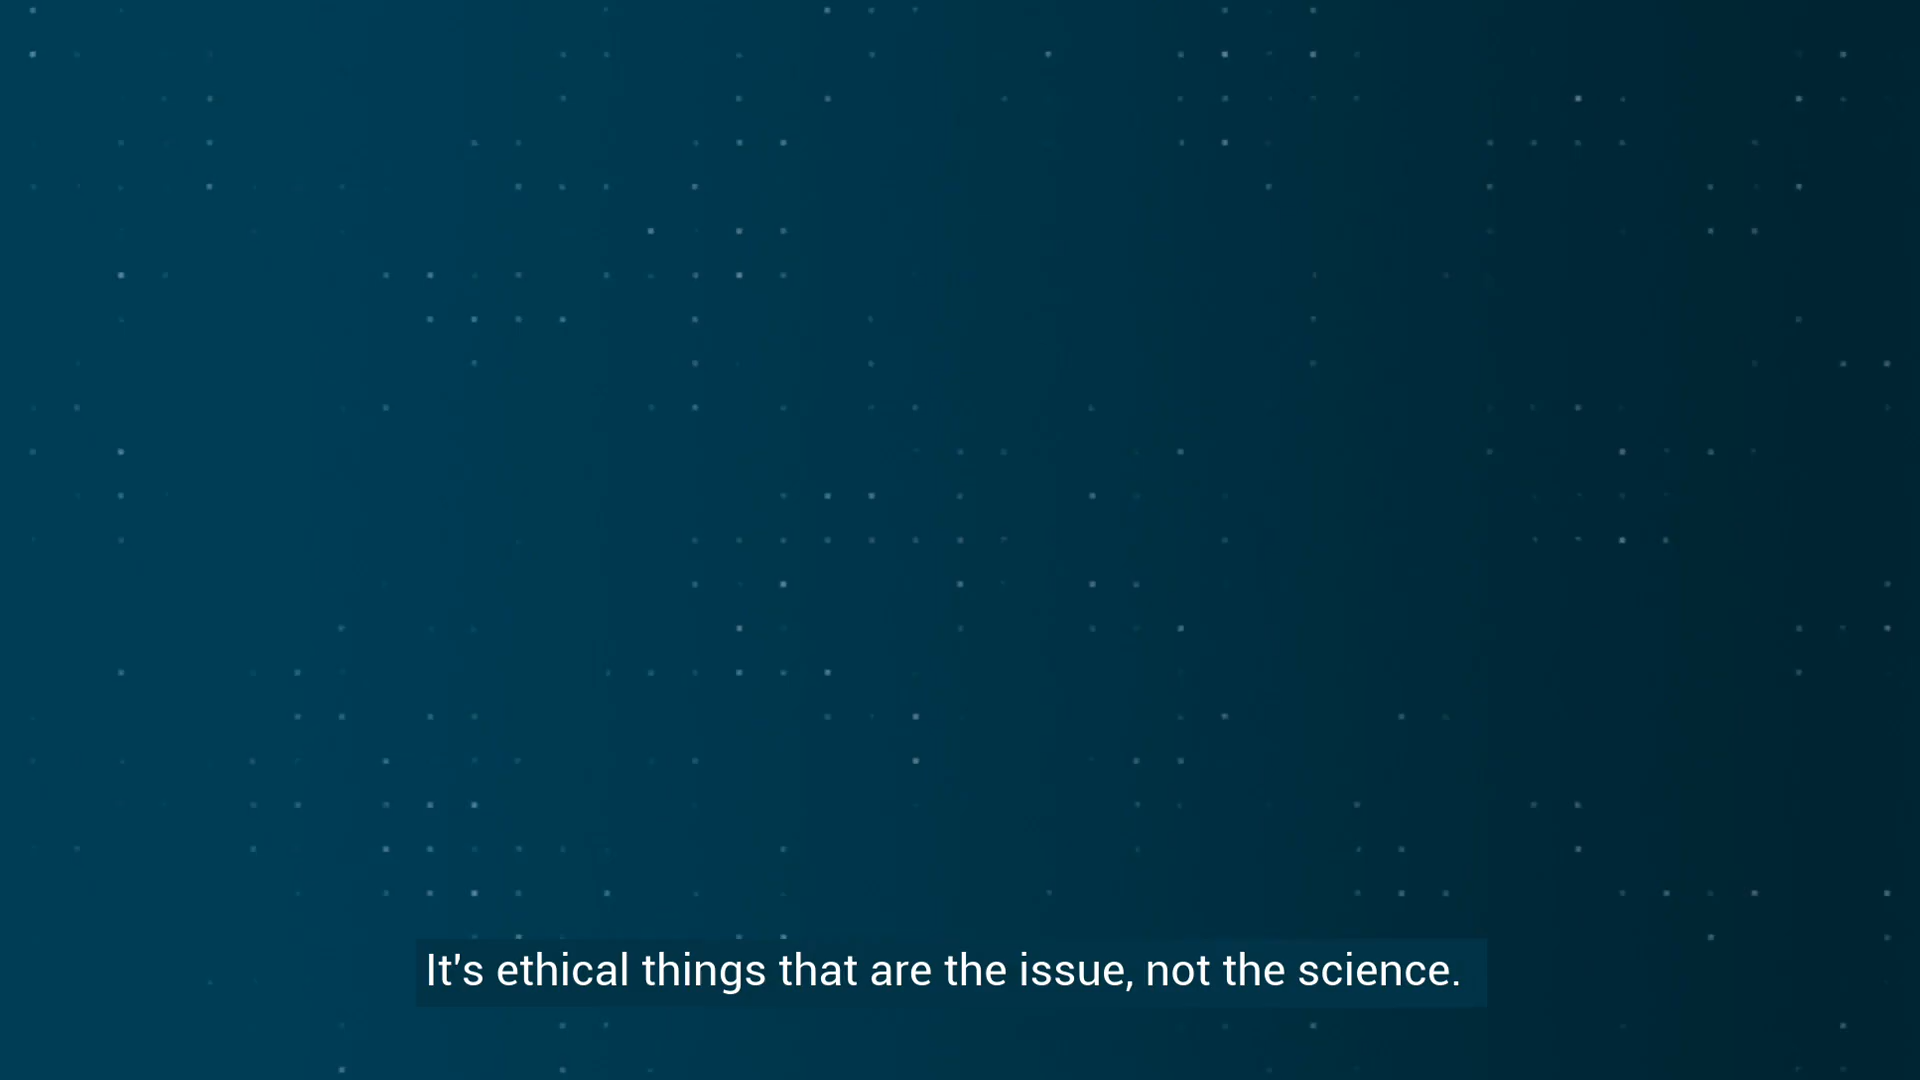 It's ethical things that are the issue, not the science.